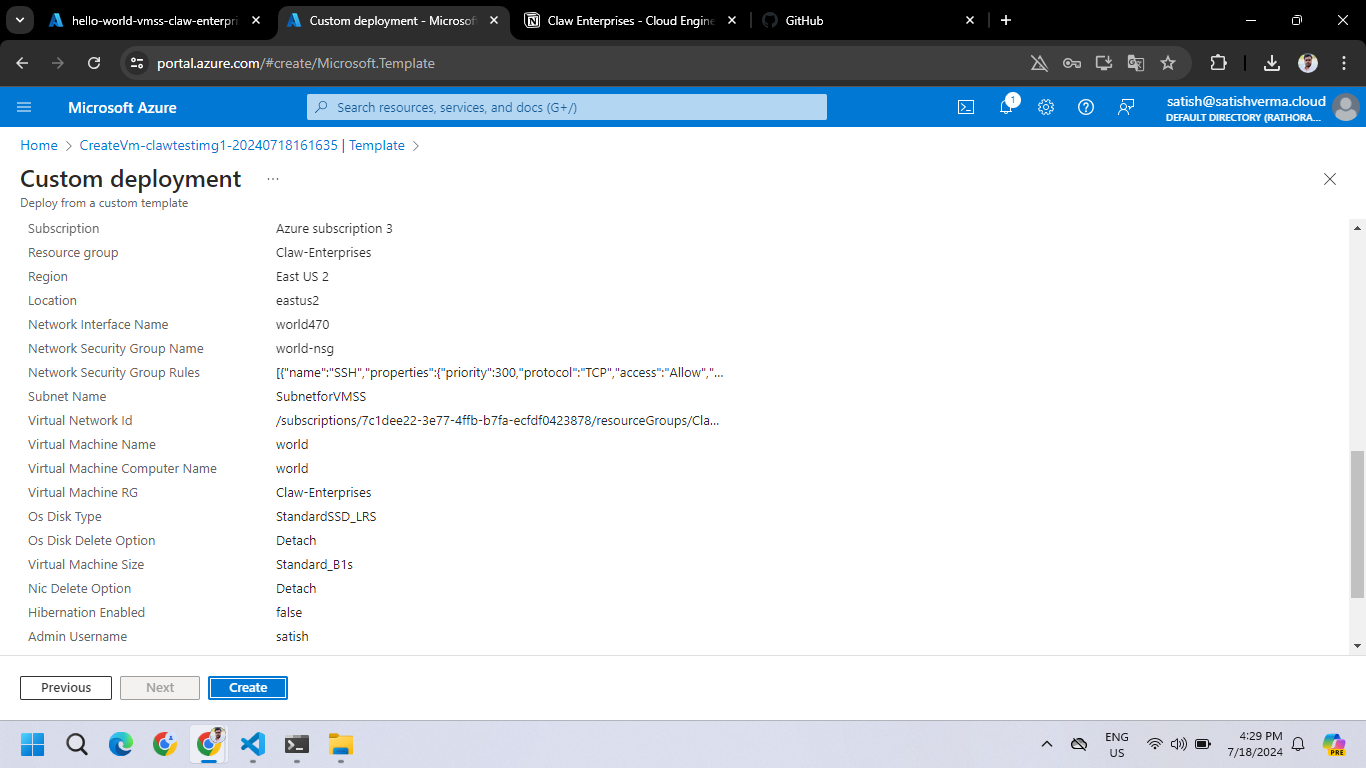 hello-world-vmss-claw-enterpri
Custom deployment - Microsof
Claw Enterprises - Cloud Engine
GitHub
portal.azure.com/#create/Microsoft.Template
Microsoft Azure
Search resources, services, and docs (G+/)
1
satish@satishverma.cloud
DEFAULT DIRECTORY (RATHORA...
Home > CreateVm-clawtestimg1-20240718161635 | Template >
Custom deployment ...
Deploy from a custom template
Subscription Azure subscription 3
Resource group Claw-Enterprises
Region East US 2
Location eastus2
Network Interface Name world470
Network Security Group Name world-nsg
Network Security Group Rules [{"name":"SSH","properties":{"priority":300,"protocol":"TCP","access":"Allow","...
Subnet Name SubnetforVMSS
Virtual Network Id /subscriptions/7c1dee22-3e77-4ffb-b7fa-ecfdf0423878/resourceGroups/Cla...
Virtual Machine Name world
Virtual Machine Computer Name world
Virtual Machine RG Claw-Enterprises
Os Disk Type StandardSSD_LRS
Os Disk Delete Option Detach
Virtual Machine Size Standard_B1s
Nic Delete Option Detach
Hibernation Enabled false
Admin Username satish
Previous Next Create
ENG
US
4:29 PM
7/18/2024
PRE